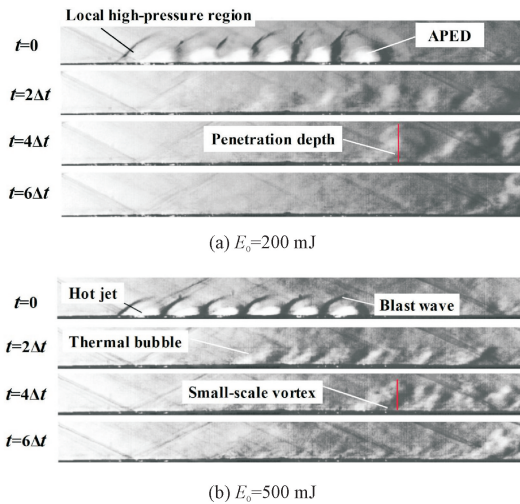 Local high-pressure region
APED
t=0
t=2Δt
t=4Δt
Penetration depth
t=6Δt
(a) E₀=200 mJ
t=0
Hot jet
Blast wave
t=2Δt
Thermal bubble
t=4Δt
Small-scale vortex
t=6Δt
(b) E₀=500 mJ